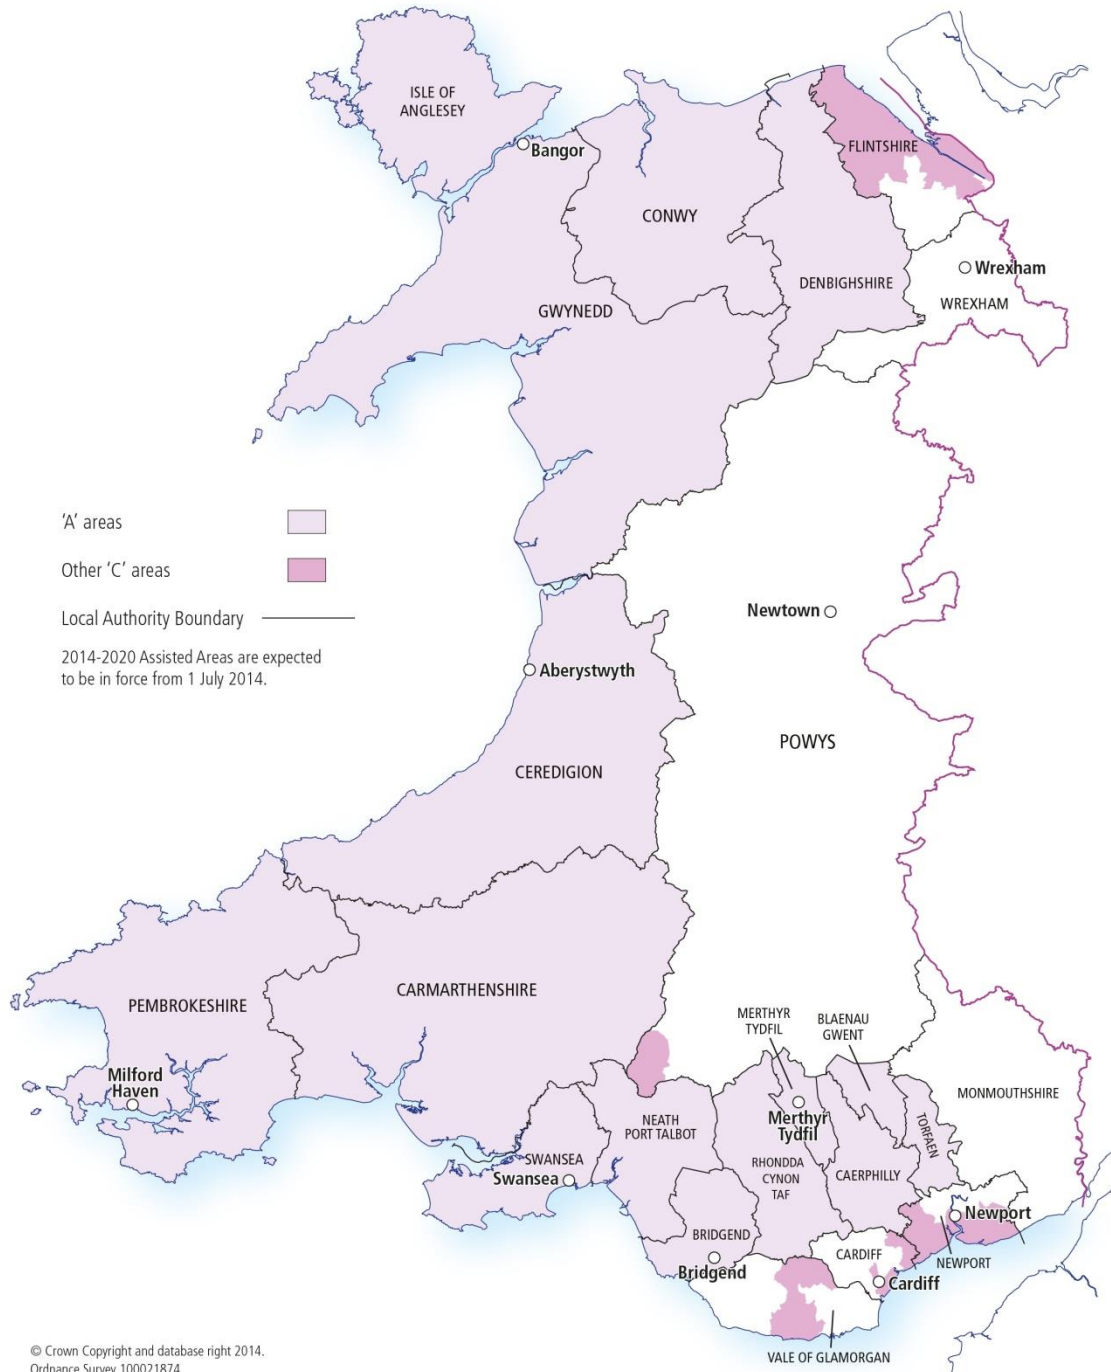 ISLE OF
ANGLESEY
Bangor
FLINTSHIRE
CONWY
Wrexham
DENBIGHSHIRE
WREXHAM
GWYNEDD
'A' areas
Other 'C' areas
Local Authority Boundary
2014-2020 Assisted Areas are expected
to be in force from 1 July 2014.
Newtown
Aberystwyth
POWYS
CEREDIGION
CARMARTHENSHIRE
PEMBROKESHIRE
MERTHYR
TYDFIL
BLAENAU
GWENT
Milford
Haven
MONMOUTHSHIRE
Merthyr
Tydfil
NEATH
PORT TALBOT
TORFAEN
SWANSEA
Swansea
RHONDDA
CYNON
TAF
CAERPHILLY
Newport
BRIDGEND
Bridgend
CARDIFF
NEWPORT
Cardiff
VALE OF GLAMORGAN
© Crown Copyright and database right 2014.
Ordnance Survey 100021874